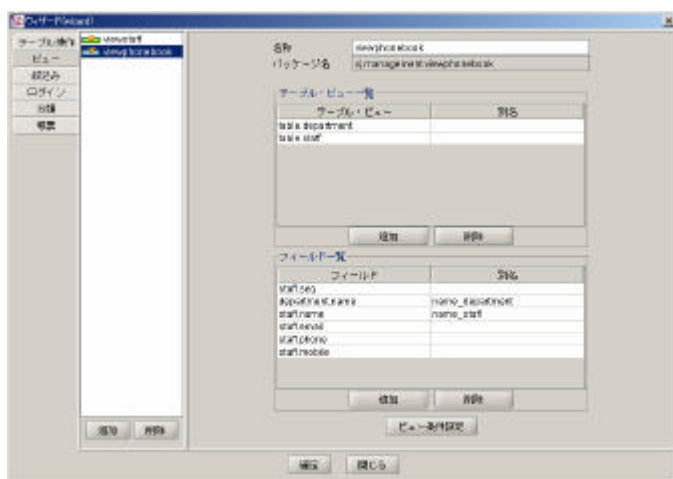 ウィザード(Wizard)
テーブル操作
ビュー
絞込み
ログイン
帳票
viewstaff
viewphonebook
追加 削除
名称 viewphonebook
パッケージ名 sj.management.viewphonebook
テーブル・ビュー一覧
テーブル・ビュー 別名
table.department
table.staff
追加 削除
フィールド一覧
フィールド 別名
staff.seq
department.name name_department
staff.name name_staff
staff.email
staff.phone
staff.mobile
追加 削除
ビュー条件設定
確定 閉じる